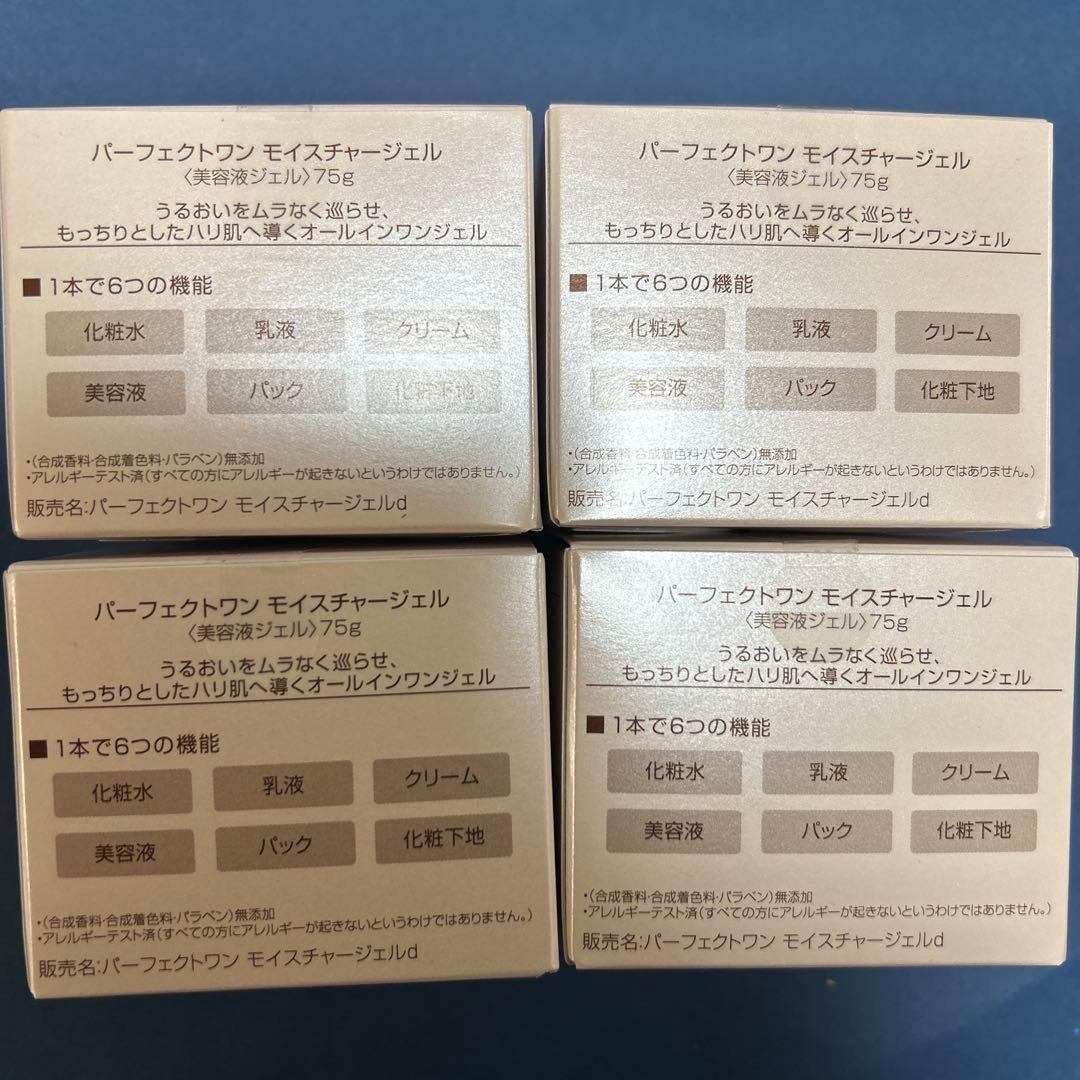 パーフェクトワン モイスチャージェル
〈美容液ジェル〉75g
うるおいをムラなく巡らせ、
もっちりとしたハリ肌へ導くオールインワンジェル
■ 1本で6つの機能
化粧水 乳液 クリーム
美容液 パック 化粧下地
・(合成香料・合成着色料・パラベン)無添加
・アレルギーテスト済(すべての方にアレルギーが起きないというわけではありません。)
販売名:パーフェクトワン モイスチャージェルd
パーフェクトワン モイスチャージェル
〈美容液ジェル〉75g
うるおいをムラなく巡らせ、
もっちりとしたハリ肌へ導くオールインワンジェル
■ 1本で6つの機能
化粧水 乳液 クリーム
美容液 パック 化粧下地
・(合成香料・合成着色料・パラベン)無添加
・アレルギーテスト済(すべての方にアレルギーが起きないというわけではありません。)
販売名:パーフェクトワン モイスチャージェルd
パーフェクトワン モイスチャージェル
〈美容液ジェル〉75g
うるおいをムラなく巡らせ、
もっちりとしたハリ肌へ導くオールインワンジェル
■ 1本で6つの機能
化粧水 乳液 クリーム
美容液 パック 化粧下地
・(合成香料・合成着色料・パラベン)無添加
・アレルギーテスト済(すべての方にアレルギーが起きないというわけではありません。)
販売名:パーフェクトワン モイスチャージェルd
パーフェクトワン モイスチャージェル
〈美容液ジェル〉75g
うるおいをムラなく巡らせ、
もっちりとしたハリ肌へ導くオールインワンジェル
■ 1本で6つの機能
化粧水 乳液 クリーム
美容液 パック 化粧下地
・(合成香料・合成着色料・パラベン)無添加
・アレルギーテスト済(すべての方にアレルギーが起きないというわけではありません。)
販売名:パーフェクトワン モイスチャージェルd